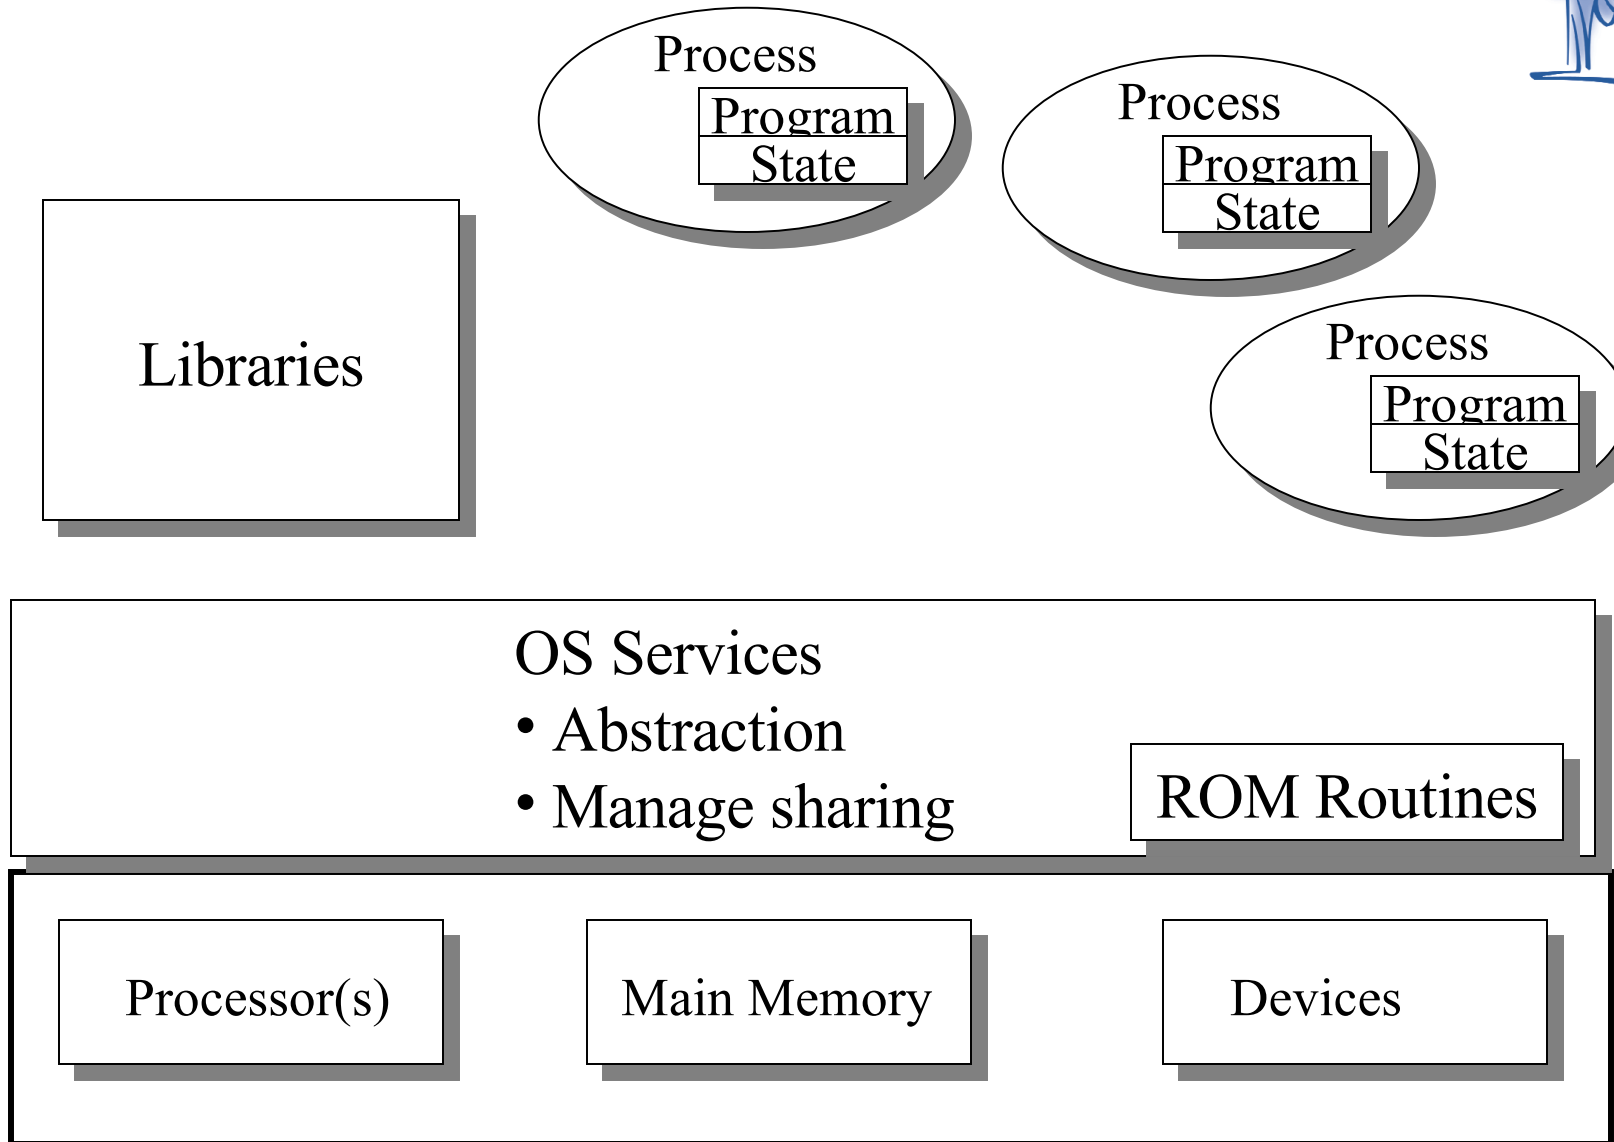 Process
Program
State
Process
Program
State
Process
Program
State
Libraries
OS Services
• Abstraction
• Manage sharing
ROM Routines
Processor(s)
Main Memory
Devices